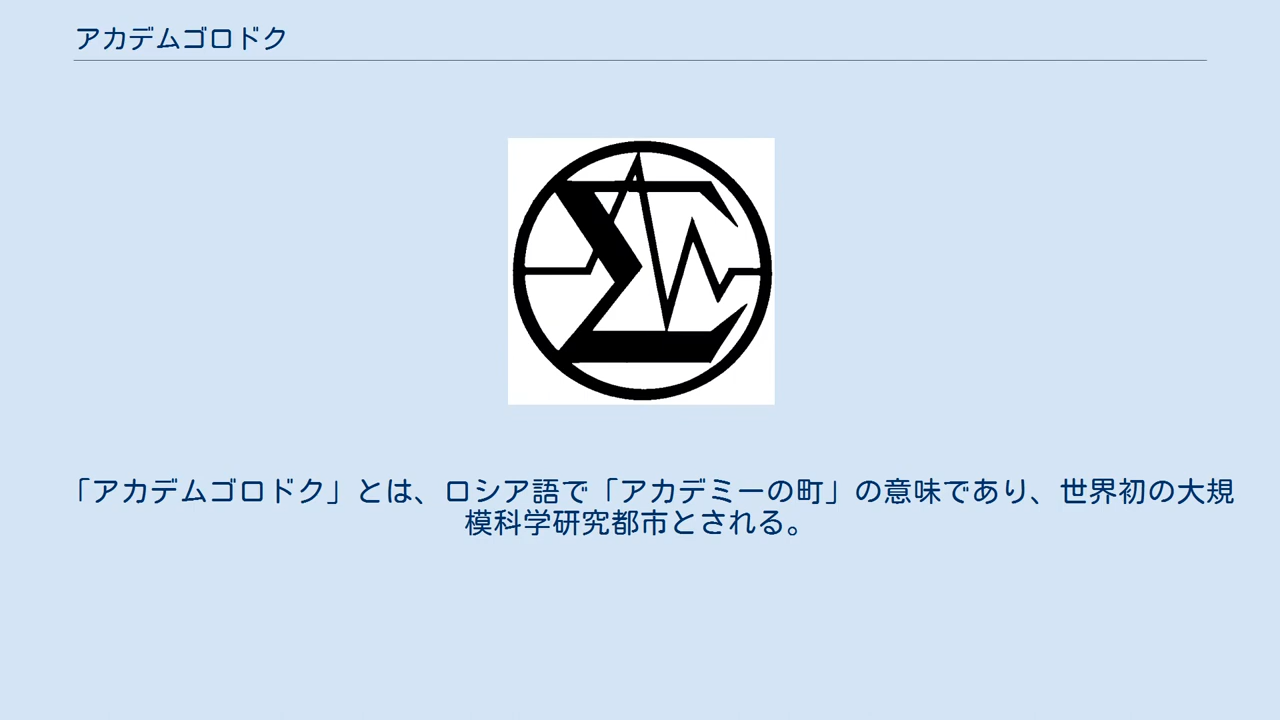 アカデムゴロドク
「アカデムゴロドク」とは、ロシア語で「アカデミーの町」の意味であり、世界初の大規
模科学研究都市とされる。